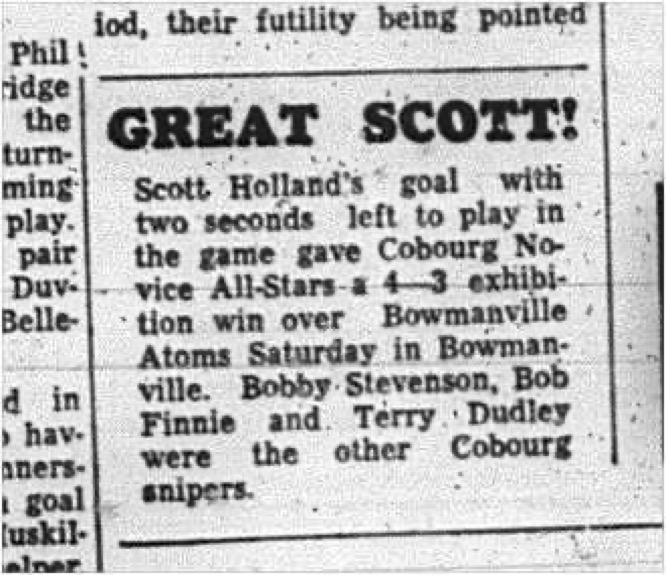 iod, their futility being pointed
Phil
ridge
the
turn-
ming
play.
pair
Duv-
Belle-
d in
hav-
nners-
goal
uskil-
elper
GREAT SCOTT!
Scott Holland's goal with
two seconds left to play in
the game gave Cobourg No-
vice All-Stars a 4—3 exhibi-
tion win over Bowmanville
Atoms Saturday in Bowman-
ville. Bobby Stevenson, Bob
Finnie and Terry Dudley
were the other Cobourg
snipers.